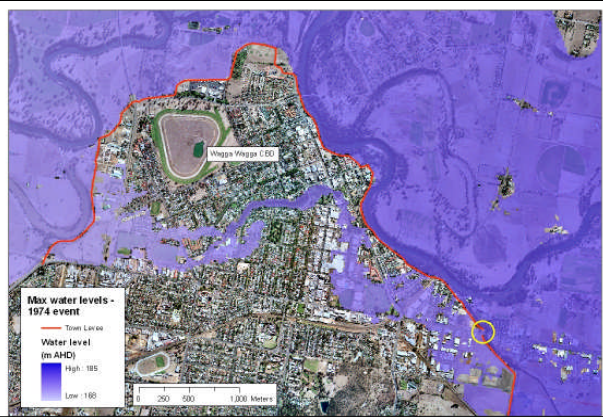 Wagga Wagga CBD
Max water levels -
1974 event
Town Levee
Water level
(m AHD)
High : 185
Low : 168
0 250 500 1,000 Meters